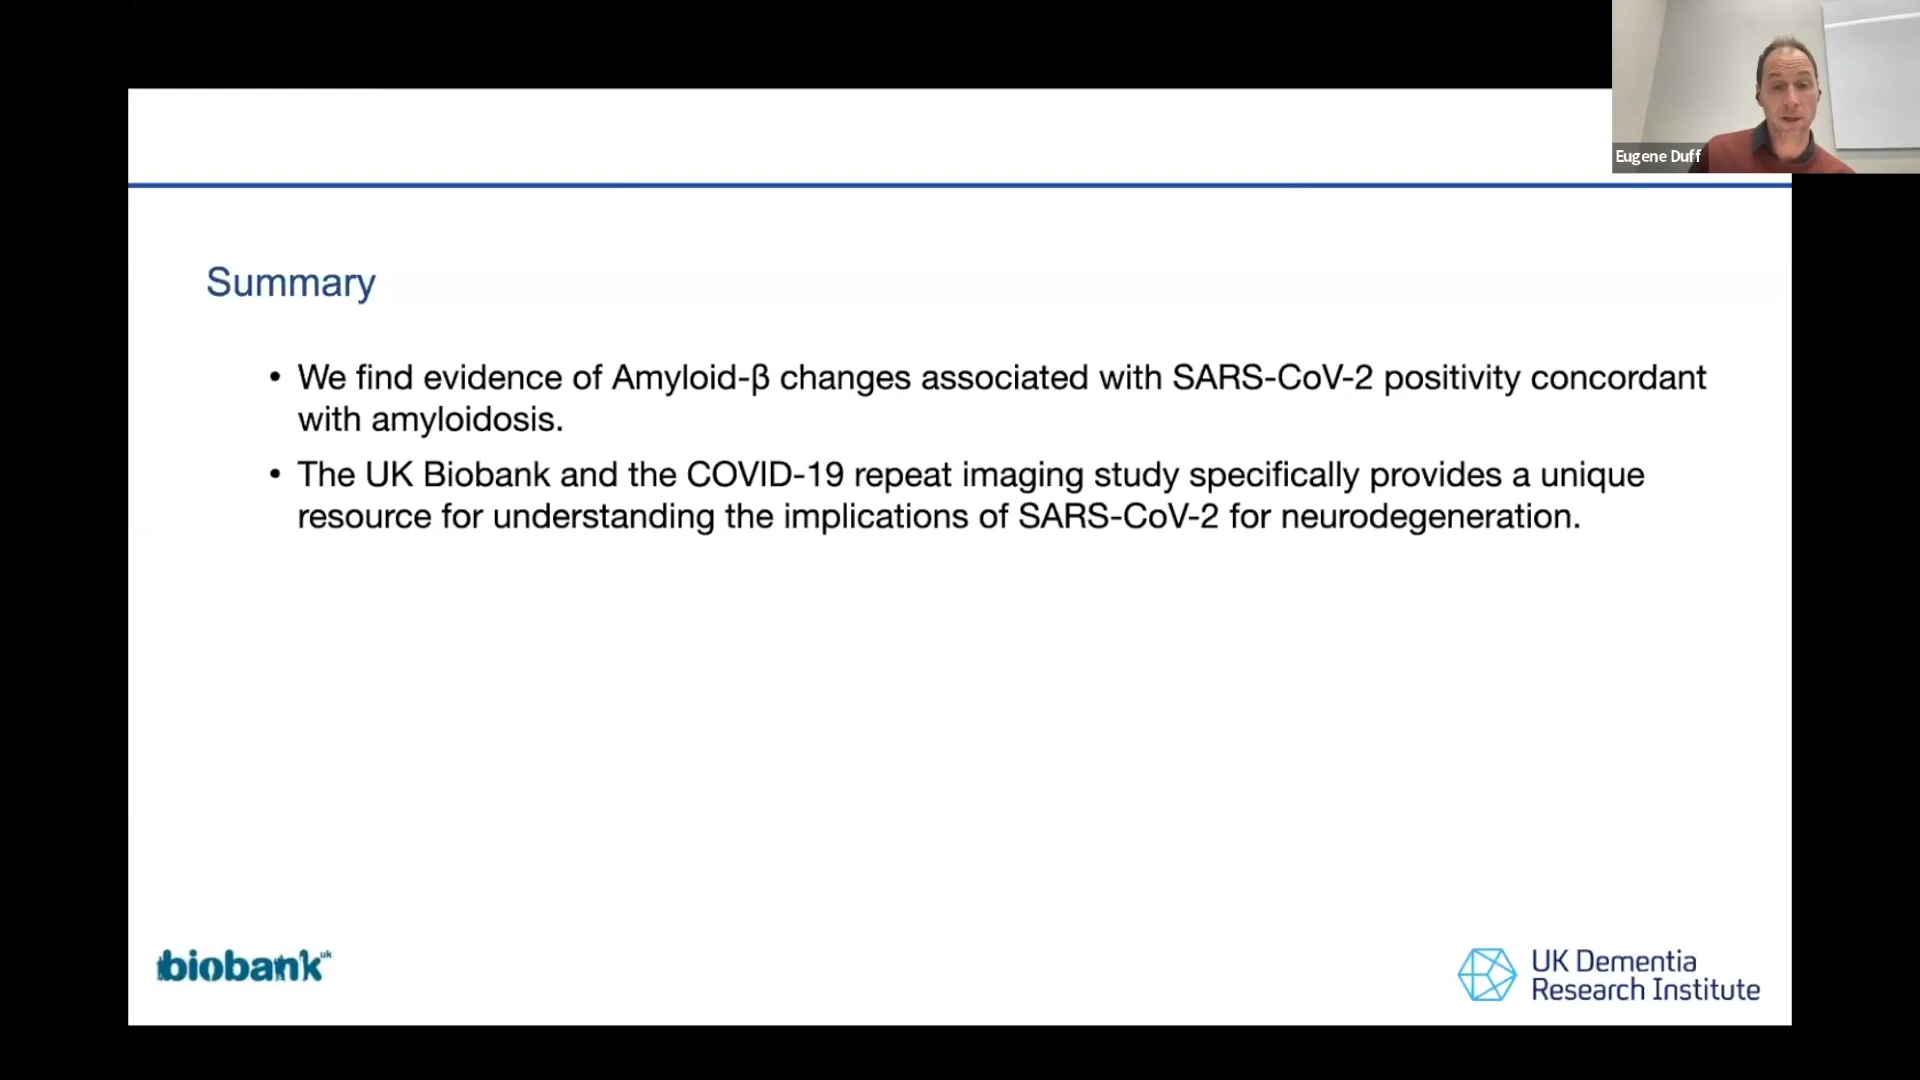 Eugene Duff
Summary
• We find evidence of Amyloid-β changes associated with SARS-CoV-2 positivity concordant
with amyloidosis.
• The UK Biobank and the COVID-19 repeat imaging study specifically provides a unique
resource for understanding the implications of SARS-CoV-2 for neurodegeneration.
biobank uk
UK Dementia
Research Institute